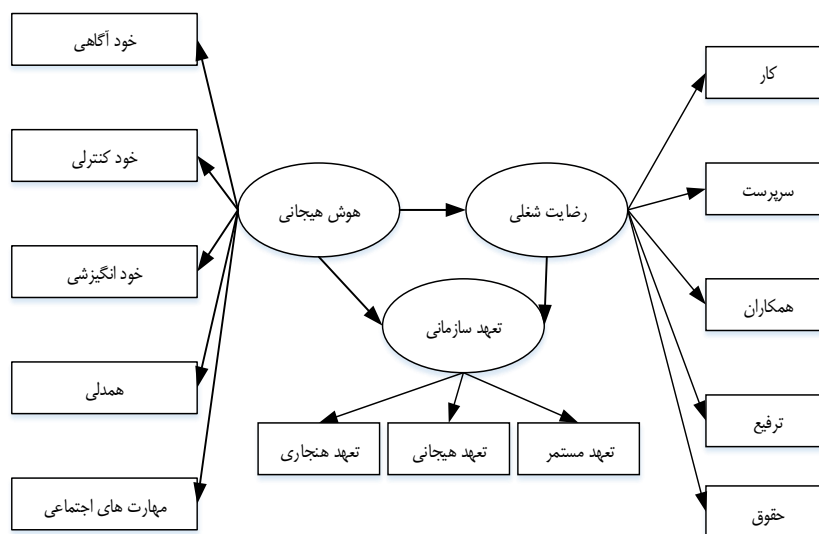 خود آگاهی
کار
خود کنترلی
سرپرست
هوش هیجانی
رضایت شغلی
خود انگیزشی
همکاران
تعهد سازمانی
همدلی
ترفیع
تعهد هنجاری
تعهد هیجانی
تعهد مستمر
مهارت های اجتماعی
حقوق